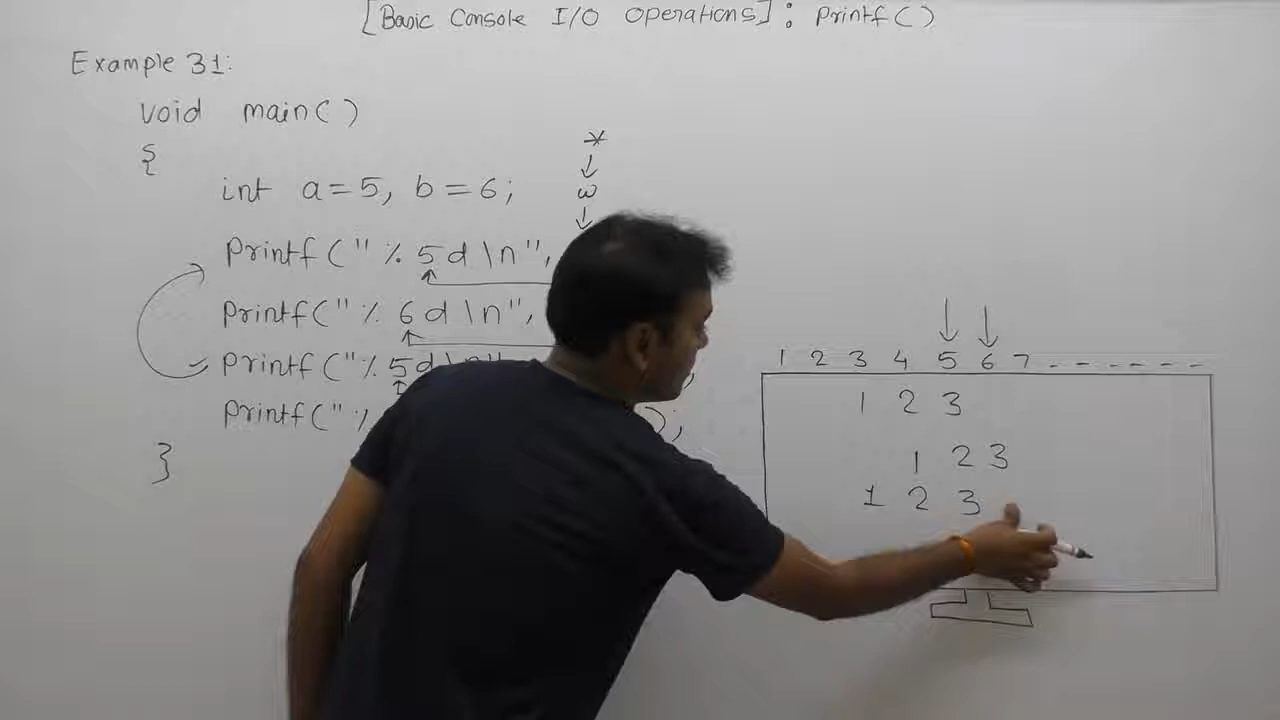 [Basic Console I/O operations] : Printf()
Example 31:
void main()
{
int a=5, b=6;
Printf("%5d\n",
Printf("%6d\n",
Printf("%5d\n"
Printf("%
);
}
*
w
1 2 3 4 5 6 7 - - - - - -
1 2 3
1 2 3
1 2 3